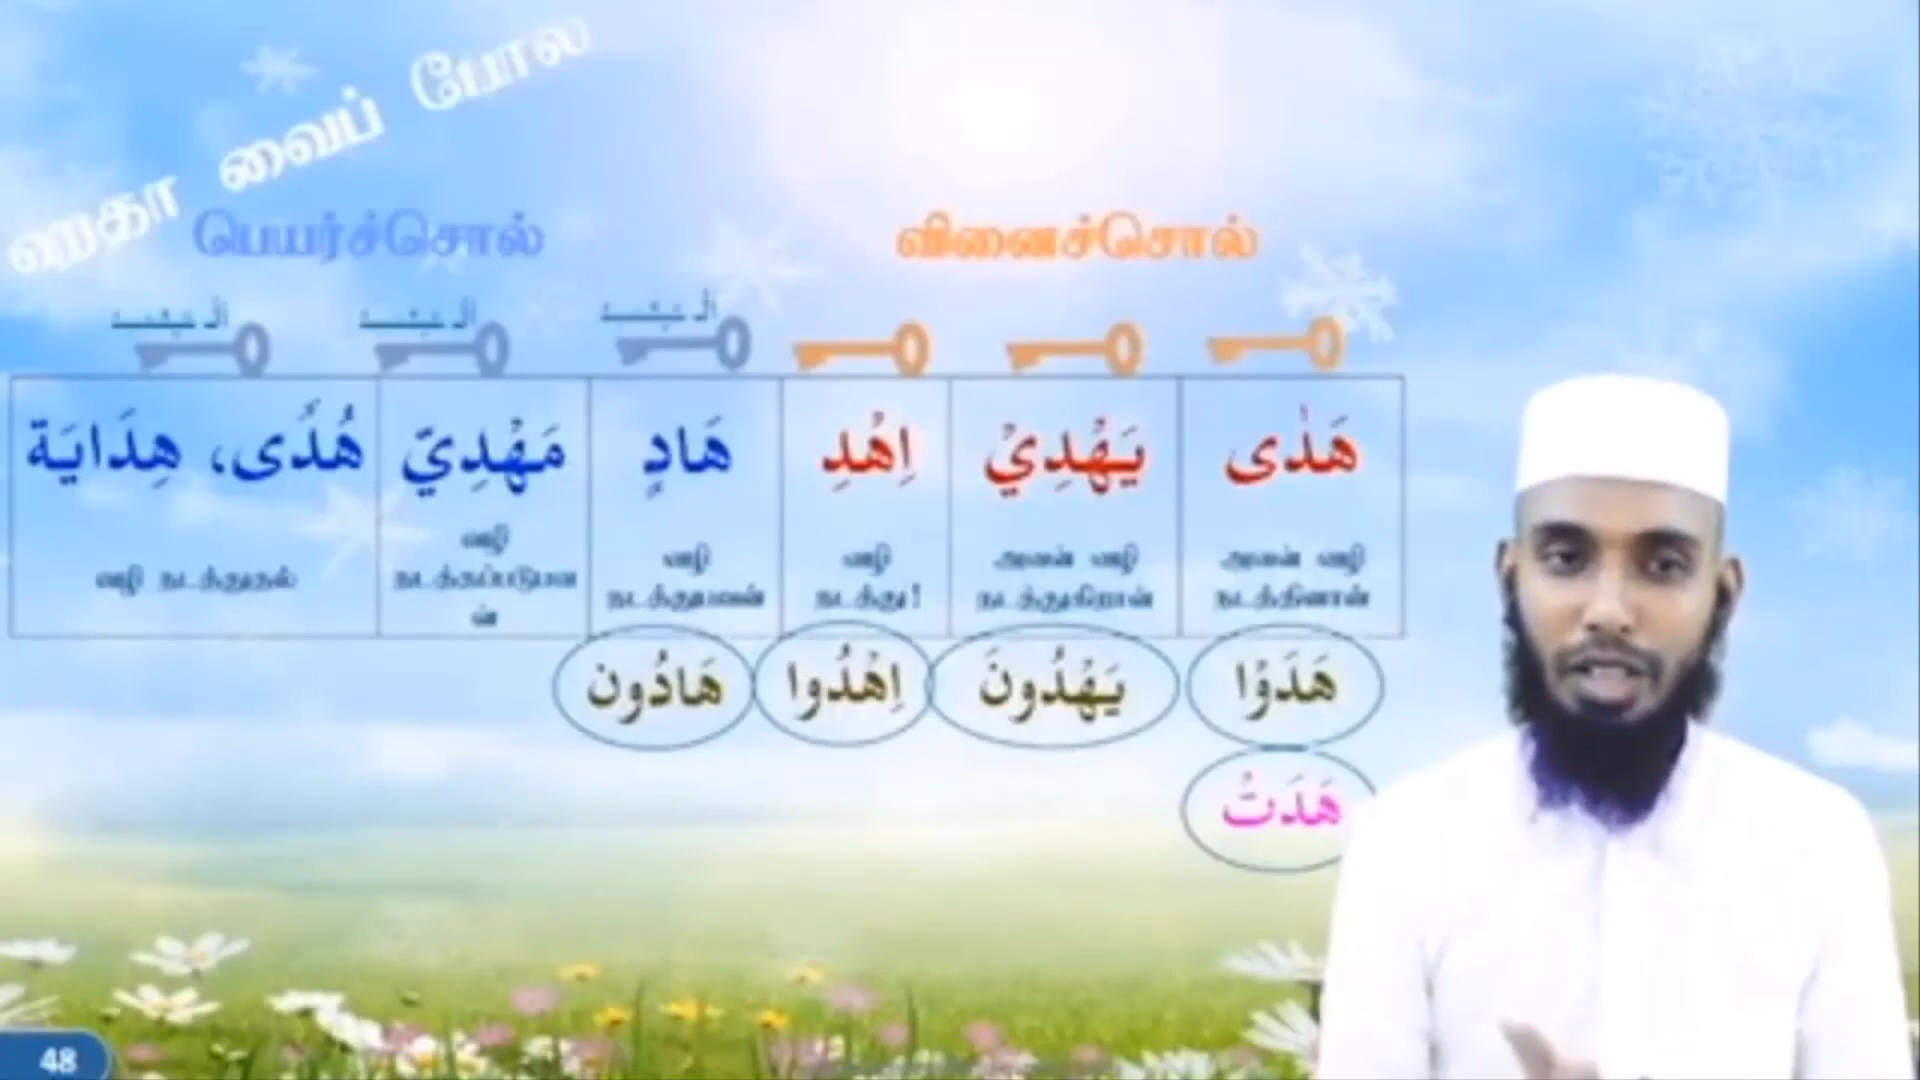 ஹதா வைப் போல
பெயர்ச்சொல்
வினைச்சொல்
هَدٰى
அவன் வழி
நடத்தினான்
يَهْدِيْ
அவன் வழி
நடத்துகிறான்
اِهْدِ
வழி
நடத்து!
هَادٍ
வழி
நடத்துபவன்
مَهْدِيّ
வழி
நடத்தப்படுபவ
ன்
هُدًى، هِدَايَة
வழி நடத்துதல்
هَدَوْا
يَهْدُونَ
اِهْدُوا
هَادُون
هَدَتْ
48